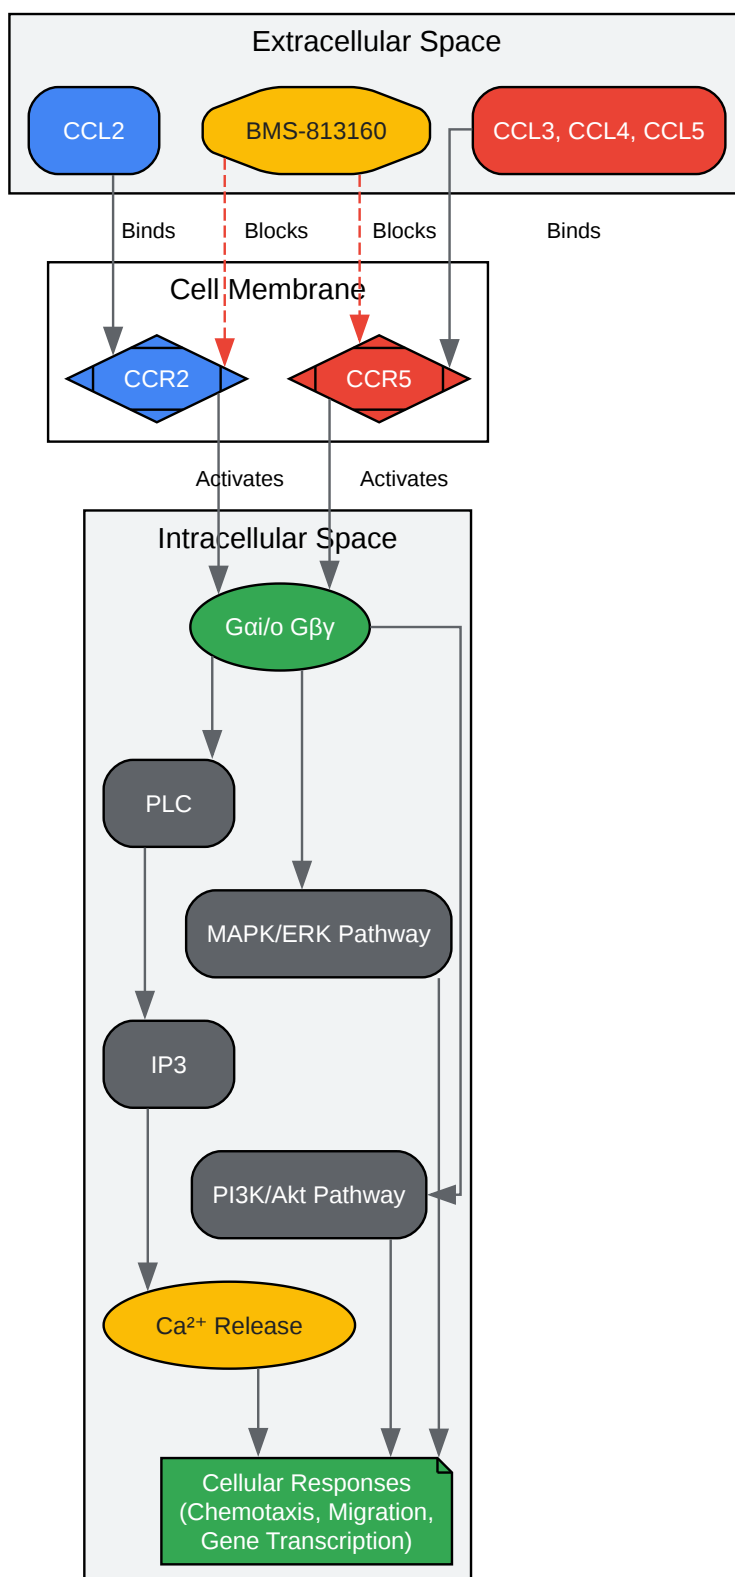 Extracellular Space
CCL2
BMS-813160
CCL3, CCL4, CCL5
Binds
Blocks
Blocks
Binds
Cell Membrane
CCR2
CCR5
Activates
Activates
Intracellular Space
Gαi/o Gβγ
PLC
MAPK/ERK Pathway
IP3
PI3K/Akt Pathway
Ca²⁺ Release
Cellular Responses
(Chemotaxis, Migration,
Gene Transcription)